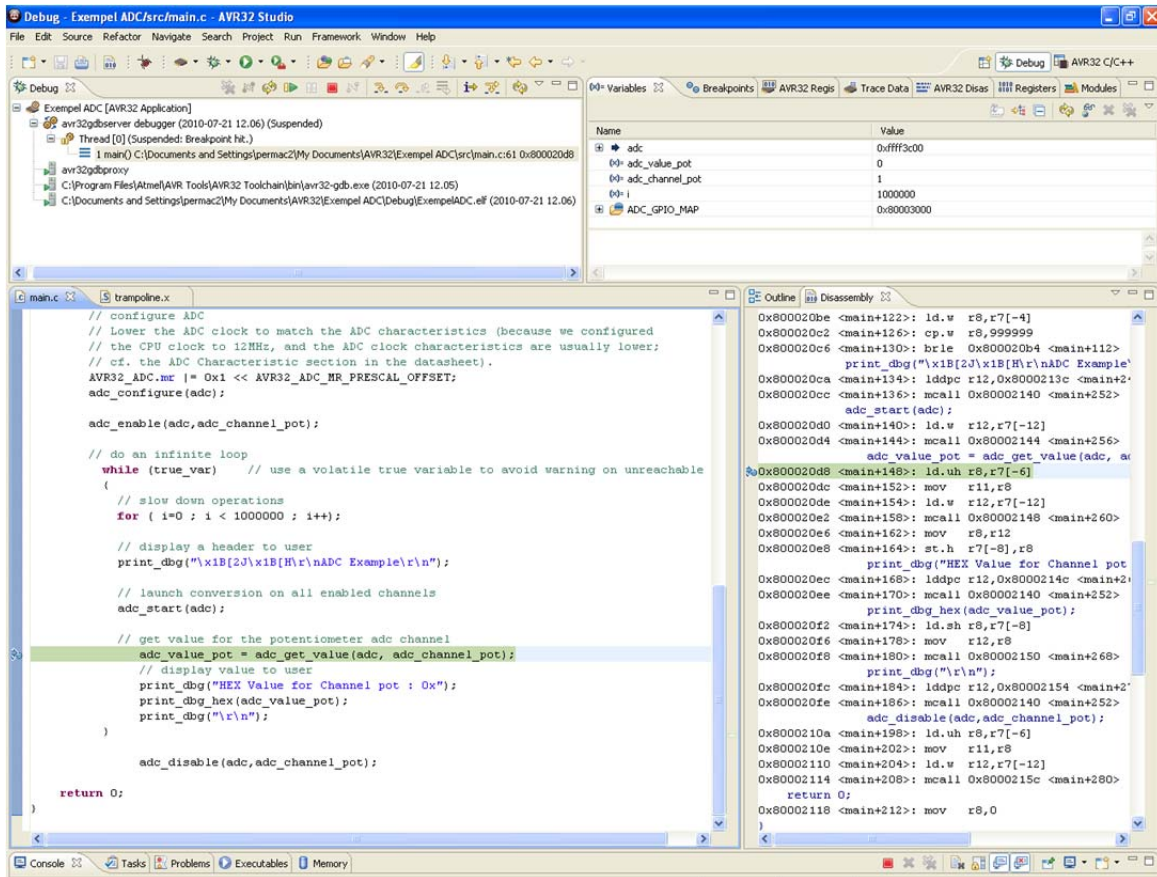 Debug - Exempel ADC/src/main.c - AVR32 Studio
File Edit Source Refactor Navigate Search Project Run Framework Window Help
Debug AVR32 C/C++
Debug
Exempel ADC [AVR32 Application]
avr32gdbserver debugger (2010-07-21 12.06) (Suspended)
Thread [0] (Suspended: Breakpoint hit.)
1 main() C:\Documents and Settings\permac2\My Documents\AVR32\Exempel ADC\src\main.c:61 0x800020d8
avr32gdbproxy
C:\Program Files\Atmel\AVR Tools\AVR32 Toolchain\bin\avr32-gdb.exe (2010-07-21 12.05)
C:\Documents and Settings\permac2\My Documents\AVR32\Exempel ADC\Debug\ExempelADC.elf (2010-07-21 12.06)
(x)= Variables Breakpoints AVR32 Regis Trace Data AVR32 Disas Registers Modules
Name Value
adc 0xffff3c00
(x)= adc_value_pot 0
(x)= adc_channel_pot 1
(x)= i 1000000
ADC_GPIO_MAP 0x80003000
main.c trampoline.x
// configure ADC
// Lower the ADC clock to match the ADC characteristics (because we configured
// the CPU clock to 12MHz, and the ADC clock characteristics are usually lower;
// cf. the ADC Characteristic section in the datasheet).
AVR32_ADC.mr |= 0x1 << AVR32_ADC_MR_PRESCAL_OFFSET;
adc_configure(adc);
adc_enable(adc,adc_channel_pot);
// do an infinite loop
while (true_var) // use a volatile true variable to avoid warning on unreachable
{
// slow down operations
for ( i=0 ; i < 1000000 ; i++);
// display a header to user
print_dbg("\x1B[2J\x1B[H\r\nADC Example\r\n");
// launch conversion on all enabled channels
adc_start(adc);
// get value for the potentiometer adc channel
adc_value_pot = adc_get_value(adc, adc_channel_pot);
// display value to user
print_dbg("HEX Value for Channel pot : 0x");
print_dbg_hex(adc_value_pot);
print_dbg("\r\n");
}
adc_disable(adc,adc_channel_pot);
return 0;
}
Outline Disassembly
0x800020be <main+122>: ld.w r8,r7[-4]
0x800020c2 <main+126>: cp.w r8,999999
0x800020c6 <main+130>: brle 0x800020b4 <main+112>
print_dbg("\x1B[2J\x1B[H\r\nADC Example\
0x800020ca <main+134>: lddpc r12,0x8000213c <main+24
0x800020cc <main+136>: mcall 0x80002140 <main+252>
adc_start(adc);
0x800020d0 <main+140>: ld.w r12,r7[-12]
0x800020d4 <main+144>: mcall 0x80002144 <main+256>
adc_value_pot = adc_get_value(adc, ad
0x800020d8 <main+148>: ld.uh r8,r7[-6]
0x800020dc <main+152>: mov r11,r8
0x800020de <main+154>: ld.w r12,r7[-12]
0x800020e2 <main+158>: mcall 0x80002148 <main+260>
0x800020e6 <main+162>: mov r8,r12
0x800020e8 <main+164>: st.h r7[-8],r8
print_dbg("HEX Value for Channel pot
0x800020ec <main+168>: lddpc r12,0x8000214c <main+2
0x800020ee <main+170>: mcall 0x80002140 <main+252>
print_dbg_hex(adc_value_pot);
0x800020f2 <main+174>: ld.sh r8,r7[-8]
0x800020f6 <main+178>: mov r12,r8
0x800020f8 <main+180>: mcall 0x80002150 <main+268>
print_dbg("\r\n");
0x800020fc <main+184>: lddpc r12,0x80002154 <main+2
0x800020fe <main+186>: mcall 0x80002140 <main+252>
adc_disable(adc,adc_channel_pot);
0x8000210a <main+198>: ld.uh r8,r7[-6]
0x8000210e <main+202>: mov r11,r8
0x80002110 <main+204>: ld.w r12,r7[-12]
0x80002114 <main+208>: mcall 0x8000215c <main+280>
return 0;
0x80002118 <main+212>: mov r8,0
}
Console Tasks Problems Executables Memory